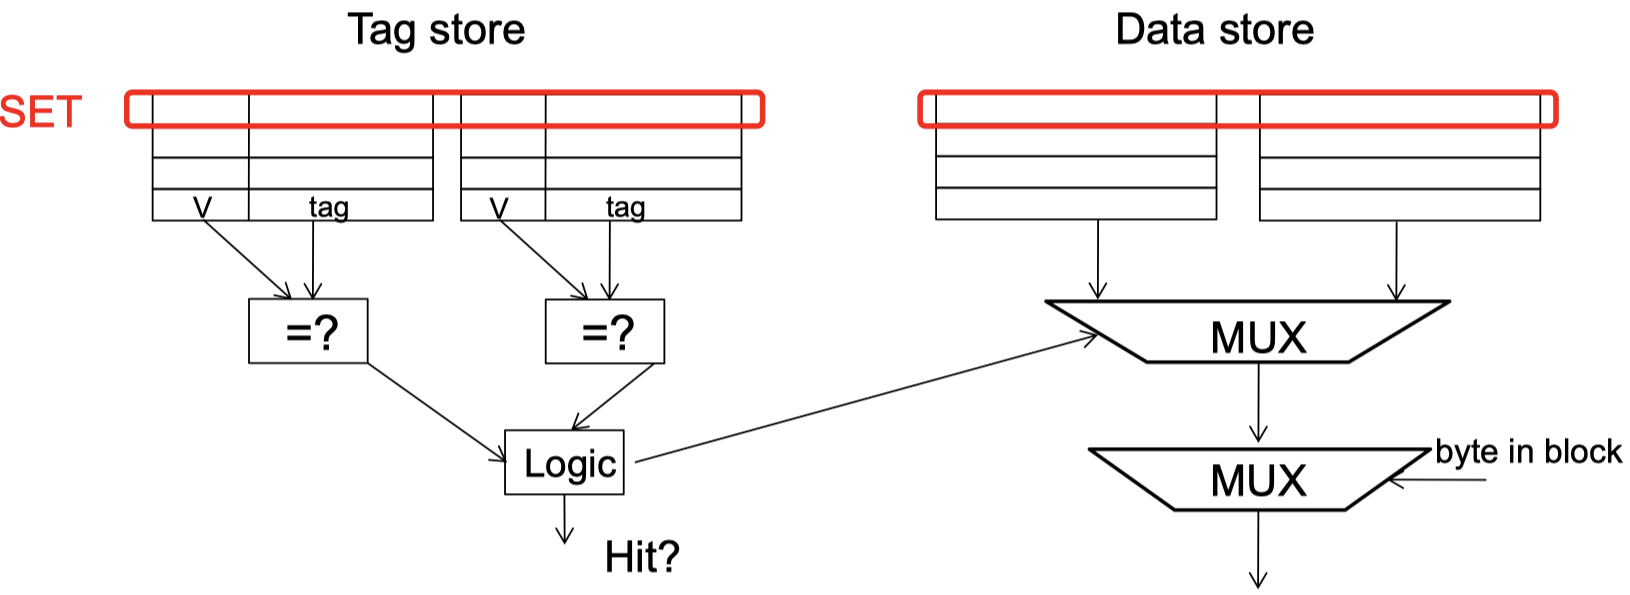 Tag store
Data store
SET
V
tag
V
tag
=?
=?
MUX
Logic
byte in block
MUX
Hit?